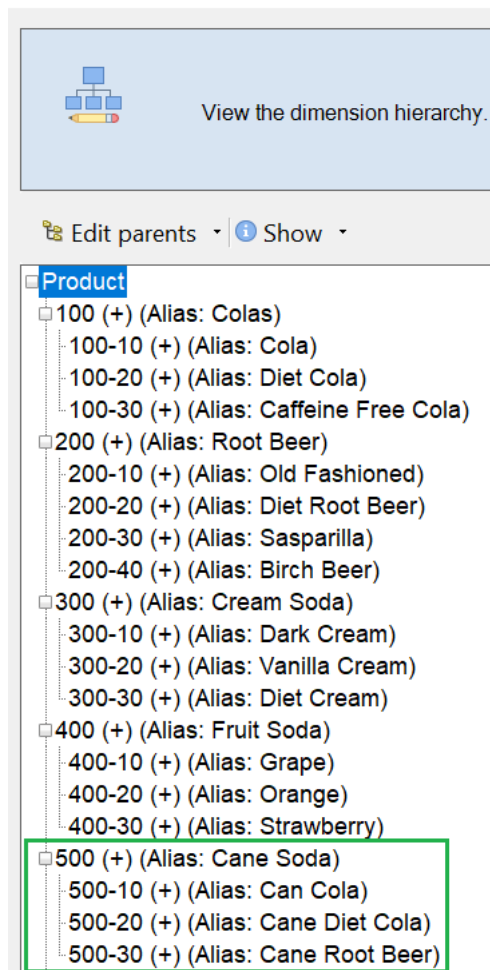 View the dimension hierarchy.
Edit parents
Show
Product
100 (+) (Alias: Colas)
100-10 (+) (Alias: Cola)
100-20 (+) (Alias: Diet Cola)
100-30 (+) (Alias: Caffeine Free Cola)
200 (+) (Alias: Root Beer)
200-10 (+) (Alias: Old Fashioned)
200-20 (+) (Alias: Diet Root Beer)
200-30 (+) (Alias: Sasparilla)
200-40 (+) (Alias: Birch Beer)
300 (+) (Alias: Cream Soda)
300-10 (+) (Alias: Dark Cream)
300-20 (+) (Alias: Vanilla Cream)
300-30 (+) (Alias: Diet Cream)
400 (+) (Alias: Fruit Soda)
400-10 (+) (Alias: Grape)
400-20 (+) (Alias: Orange)
400-30 (+) (Alias: Strawberry)
500 (+) (Alias: Cane Soda)
500-10 (+) (Alias: Can Cola)
500-20 (+) (Alias: Cane Diet Cola)
500-30 (+) (Alias: Cane Root Beer)